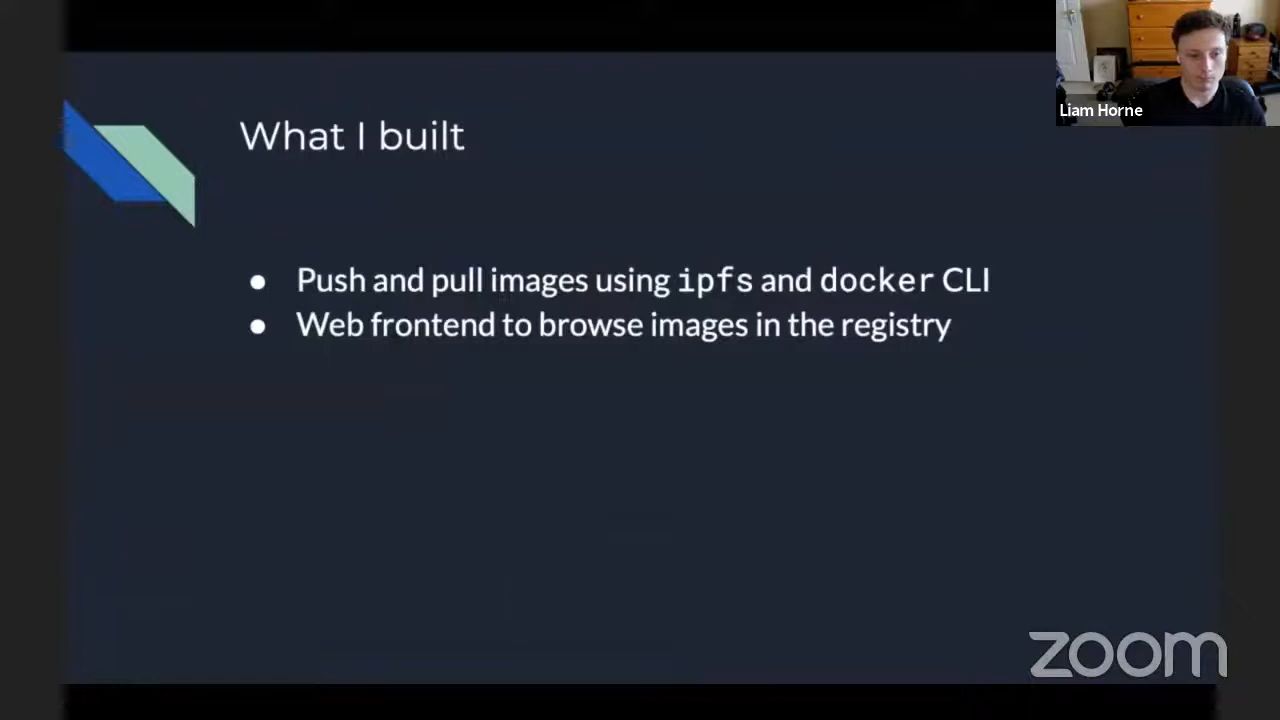 Liam Horne
What I built
● Push and pull images using ipfs and docker CLI
● Web frontend to browse images in the registry
zoom